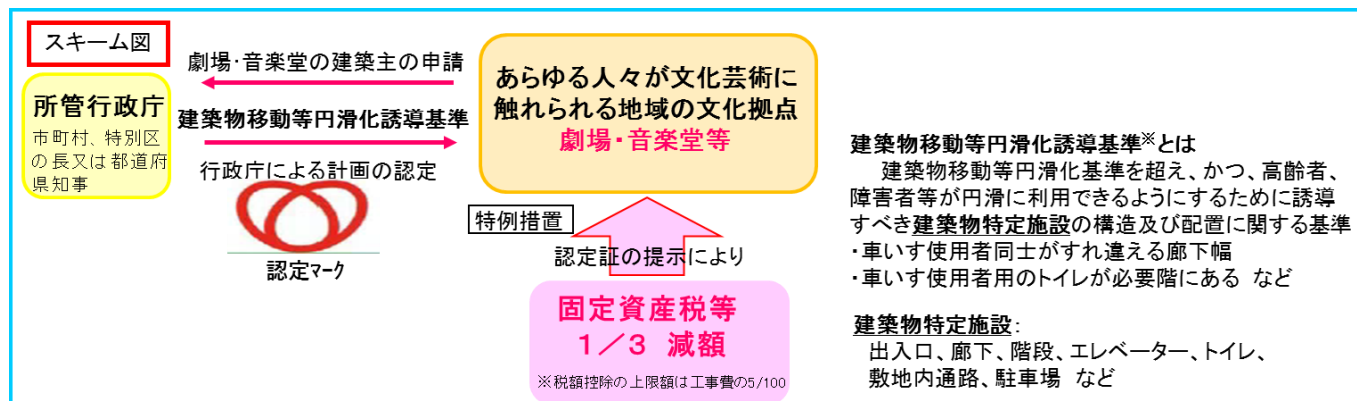 スキーム図
所管行政庁
市町村、特別区
の長又は都道府
県知事
劇場・音楽堂の建築主の申請
建築物移動等円滑化誘導基準
行政庁による計画の認定
認定マーク
あらゆる人々が文化芸術に
触れられる地域の文化拠点
劇場・音楽堂等
特例措置
認定証の提示により
固定資産税等
１／３ 減額
※税額控除の上限額は工事費の5/100
建築物移動等円滑化誘導基準※とは
建築物移動等円滑化基準を超え、かつ、高齢者、
障害者等が円滑に利用できるようにするために誘導
すべき建築物特定施設の構造及び配置に関する基準
・車いす使用者同士がすれ違える廊下幅
・車いす使用者用のトイレが必要階にある など
建築物特定施設:
出入口、廊下、階段、エレベーター、トイレ、
敷地内通路、駐車場 など